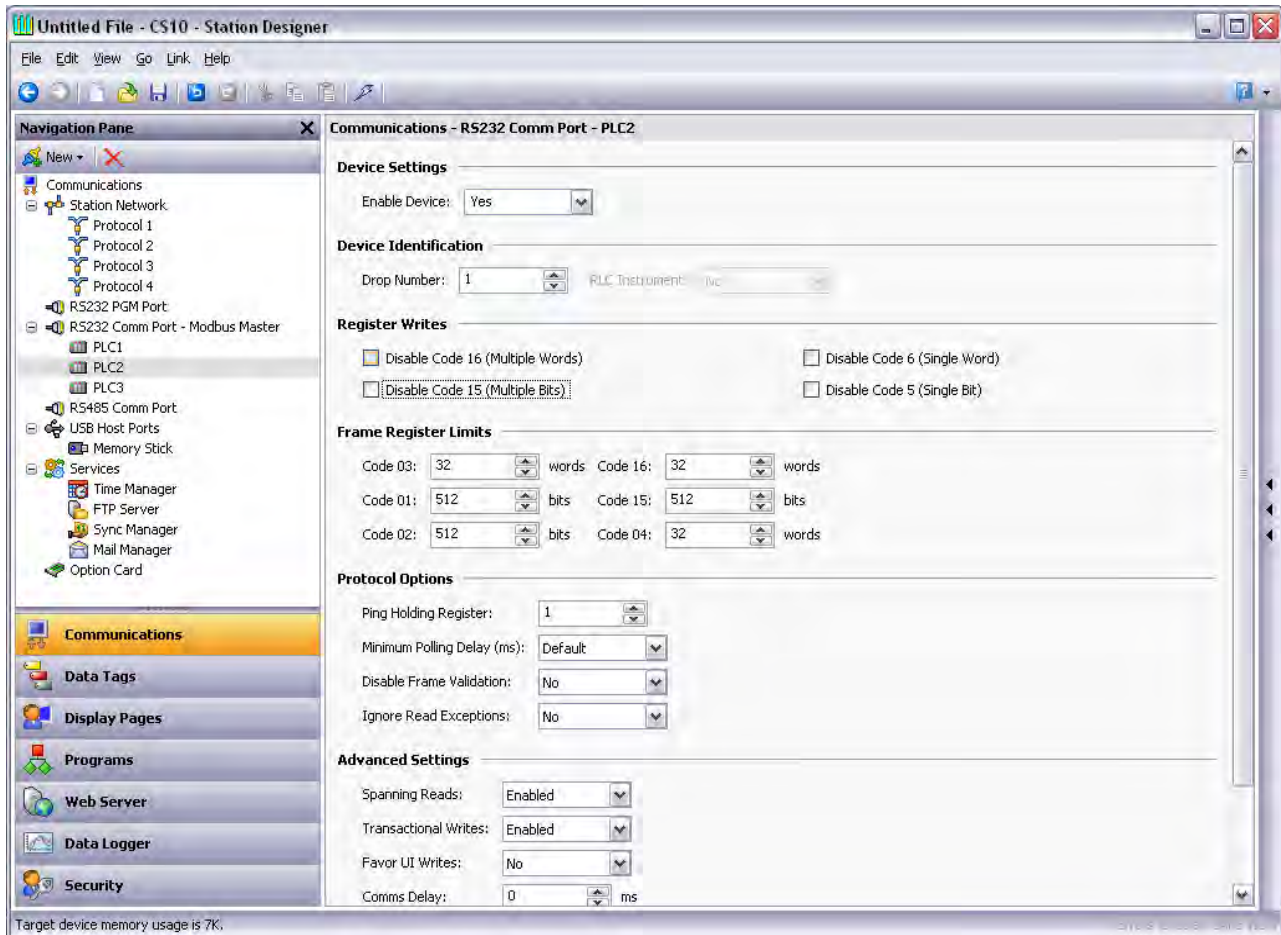 Untitled File - CS10 - Station Designer
File Edit View Go Link Help
Navigation Pane
New
Communications
Station Network
Protocol 1
Protocol 2
Protocol 3
Protocol 4
RS232 PGM Port
RS232 Comm Port - Modbus Master
PLC1
PLC2
PLC3
RS485 Comm Port
USB Host Ports
Memory Stick
Services
Time Manager
FTP Server
Sync Manager
Mail Manager
Option Card
Communications
Data Tags
Display Pages
Programs
Web Server
Data Logger
Security
Communications - RS232 Comm Port - PLC2
Device Settings
Enable Device: Yes
Device Identification
Drop Number: 1 RLC Instrument: No
Register Writes
Disable Code 16 (Multiple Words) Disable Code 6 (Single Word)
Disable Code 15 (Multiple Bits) Disable Code 5 (Single Bit)
Frame Register Limits
Code 03: 32 words Code 16: 32 words
Code 01: 512 bits Code 15: 512 bits
Code 02: 512 bits Code 04: 32 words
Protocol Options
Ping Holding Register: 1
Minimum Polling Delay (ms): Default
Disable Frame Validation: No
Ignore Read Exceptions: No
Advanced Settings
Spanning Reads: Enabled
Transactional Writes: Enabled
Favor UI Writes: No
Comms Delay: 0 ms
Target device memory usage is 7K.